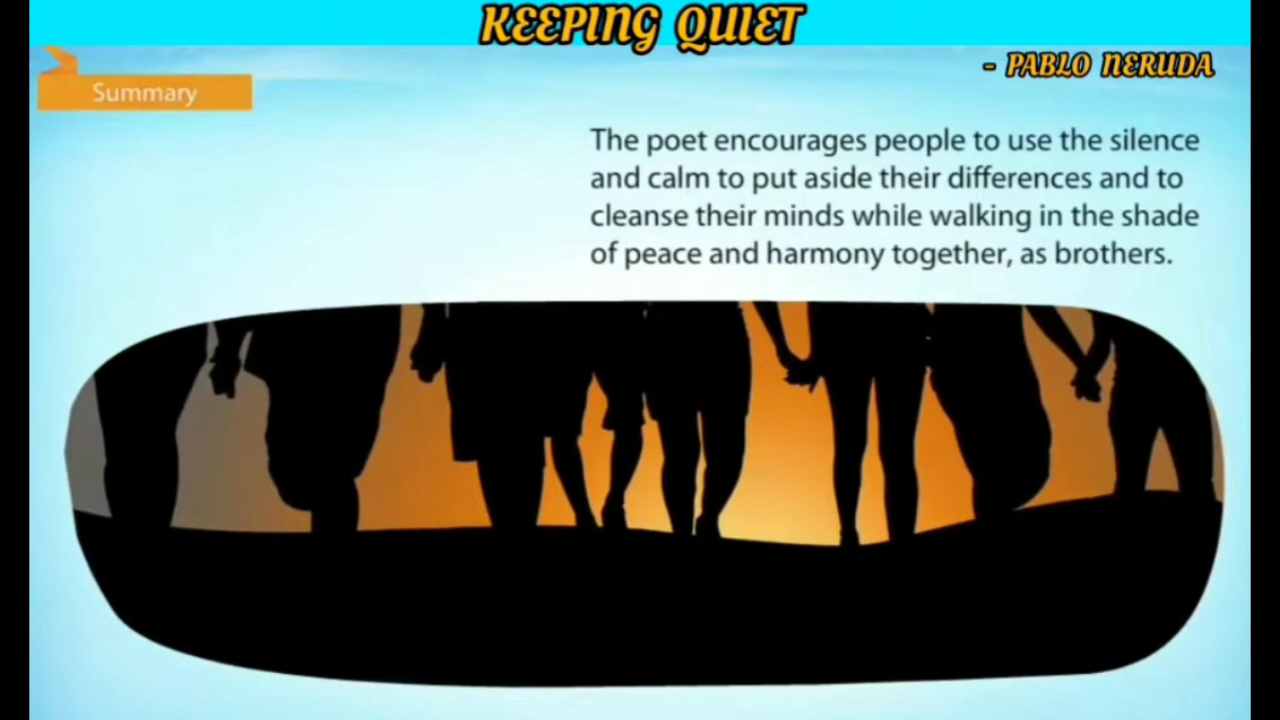 KEEPING QUIET
- PABLO NERUDA
Summary
The poet encourages people to use the silence
and calm to put aside their differences and to
cleanse their minds while walking in the shade
of peace and harmony together, as brothers.